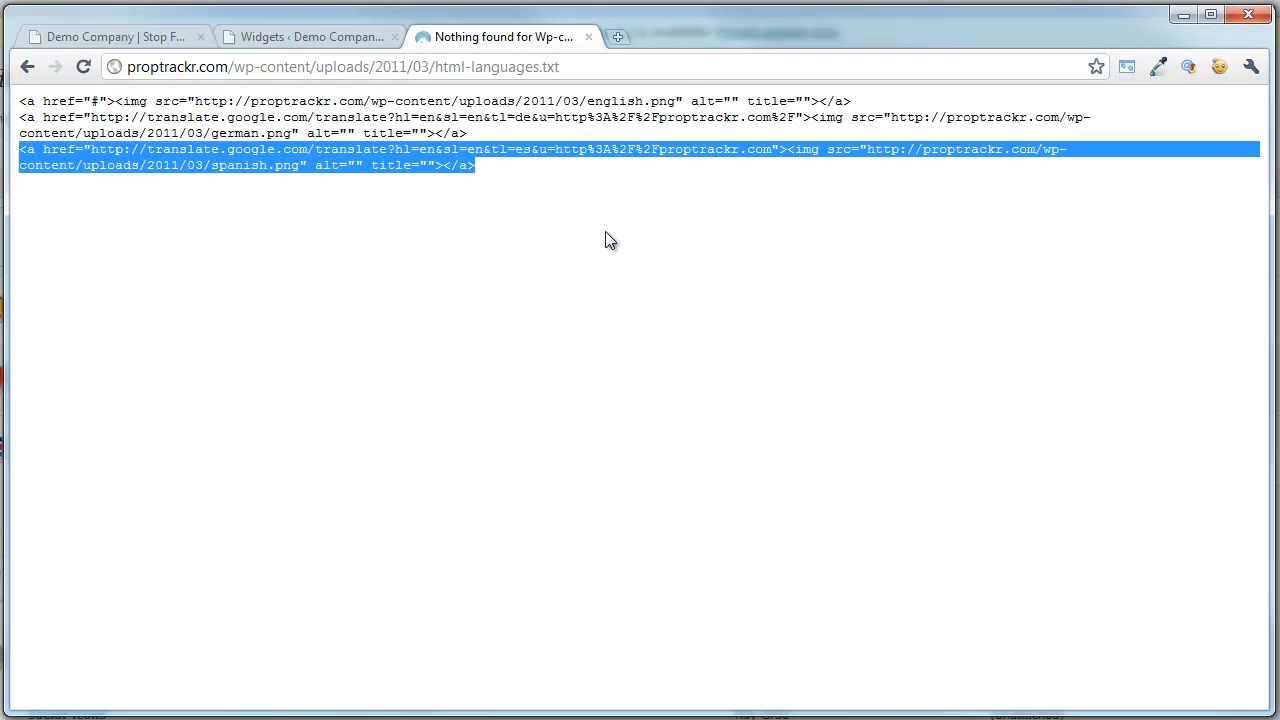 Demo Company | Stop F...
Widgets ‹ Demo Compan...
Nothing found for Wp-c...
proptrackr.com/wp-content/uploads/2011/03/html-languages.txt
<a href="#"><img src="http://proptrackr.com/wp-content/uploads/2011/03/english.png" alt="" title=""></a>
<a href="http://translate.google.com/translate?hl=en&sl=en&tl=de&u=http%3A%2F%2Fproptrackr.com%2F"><img src="http://proptrackr.com/wp-
content/uploads/2011/03/german.png" alt="" title=""></a>
<a href="http://translate.google.com/translate?hl=en&sl=en&tl=es&u=http%3A%2F%2Fproptrackr.com"><img src="http://proptrackr.com/wp-
content/uploads/2011/03/spanish.png" alt="" title=""></a>